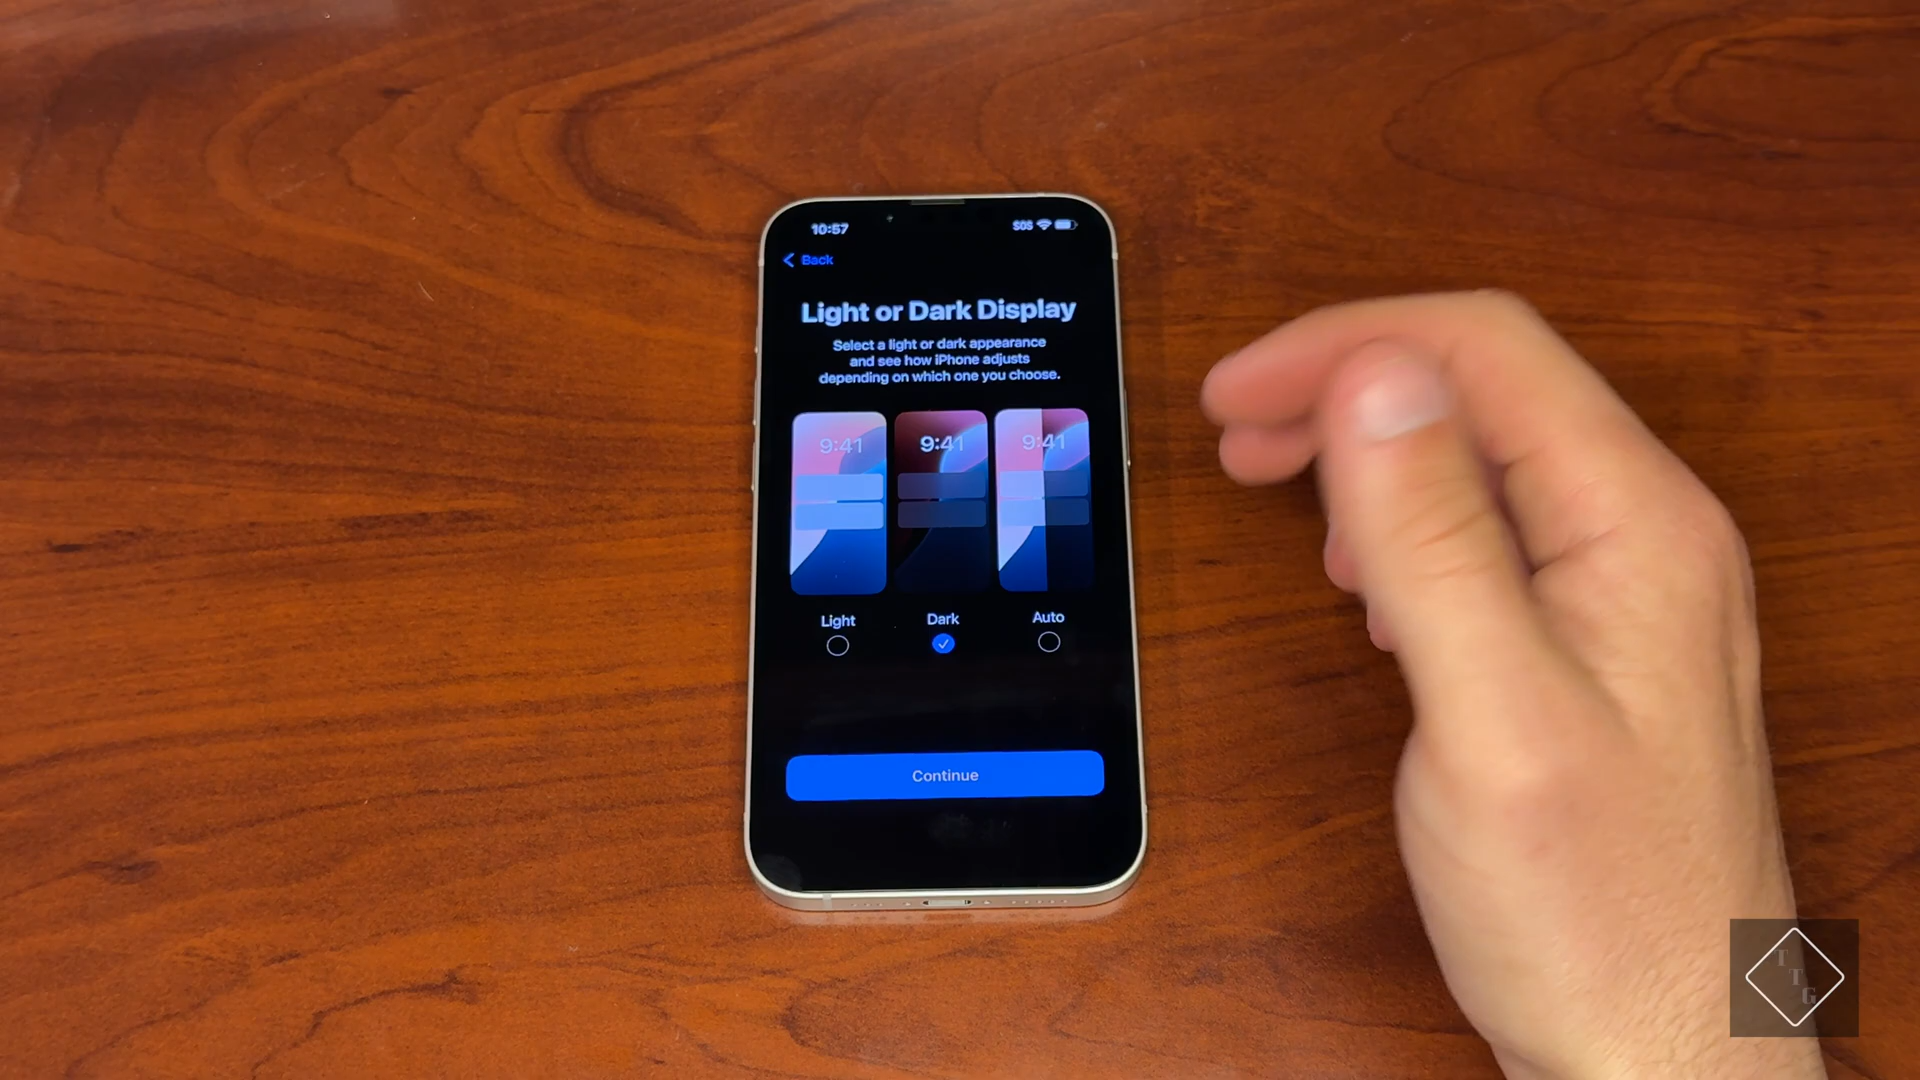 10:57
SOS
Back
Light or Dark Display
Select a light or dark appearance
and see how iPhone adjusts
depending on which one you choose.
9:41
9:41
9:41
Light
Dark
Auto
Continue
T
T
G